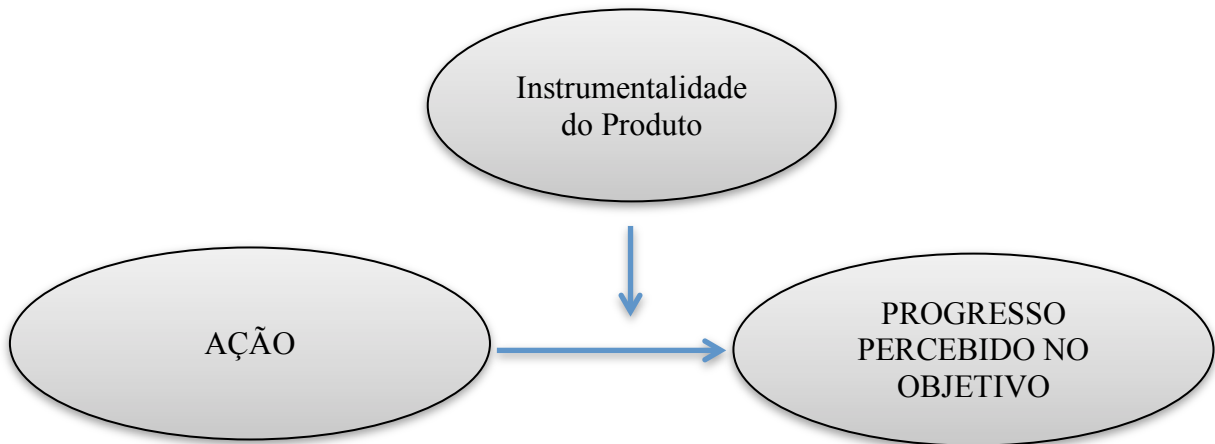 Instrumentalidade
do Produto
AÇÃO
PROGRESSO
PERCEBIDO NO
OBJETIVO